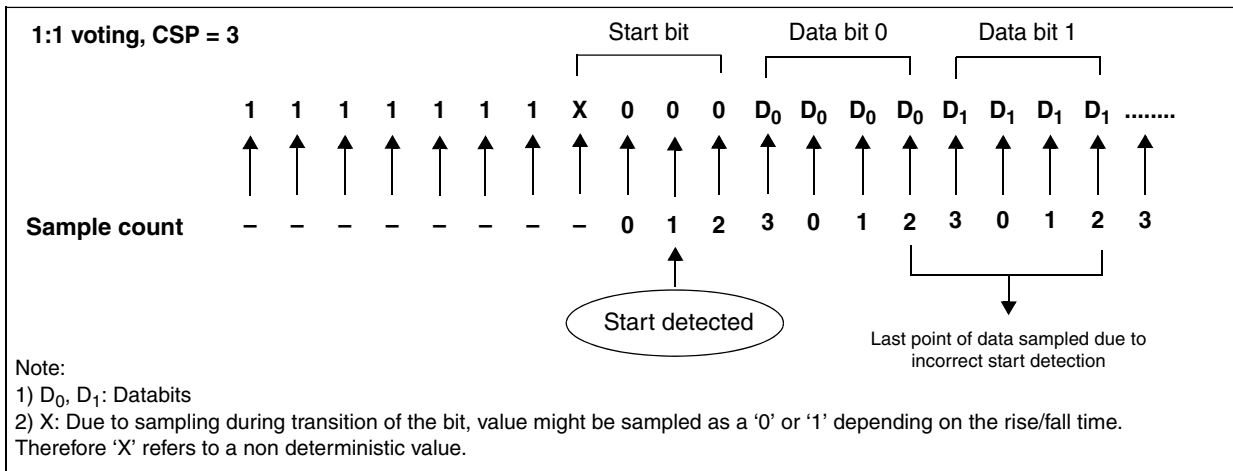 1:1 voting, CSP = 3
Start bit Data bit 0 Data bit 1
1 1 1 1 1 1 1 X 0 0 0 D0 D0 D0 D0 D1 D1 D1 D1 ........
Sample count – – – – – – – – 0 1 2 3 0 1 2 3 0 1 2 3
Start detected
Last point of data sampled due to
incorrect start detection
Note:
1) D0, D1: Databits
2) X: Due to sampling during transition of the bit, value might be sampled as a ‘0’ or ‘1’ depending on the rise/fall time.
Therefore ‘X’ refers to a non deterministic value.